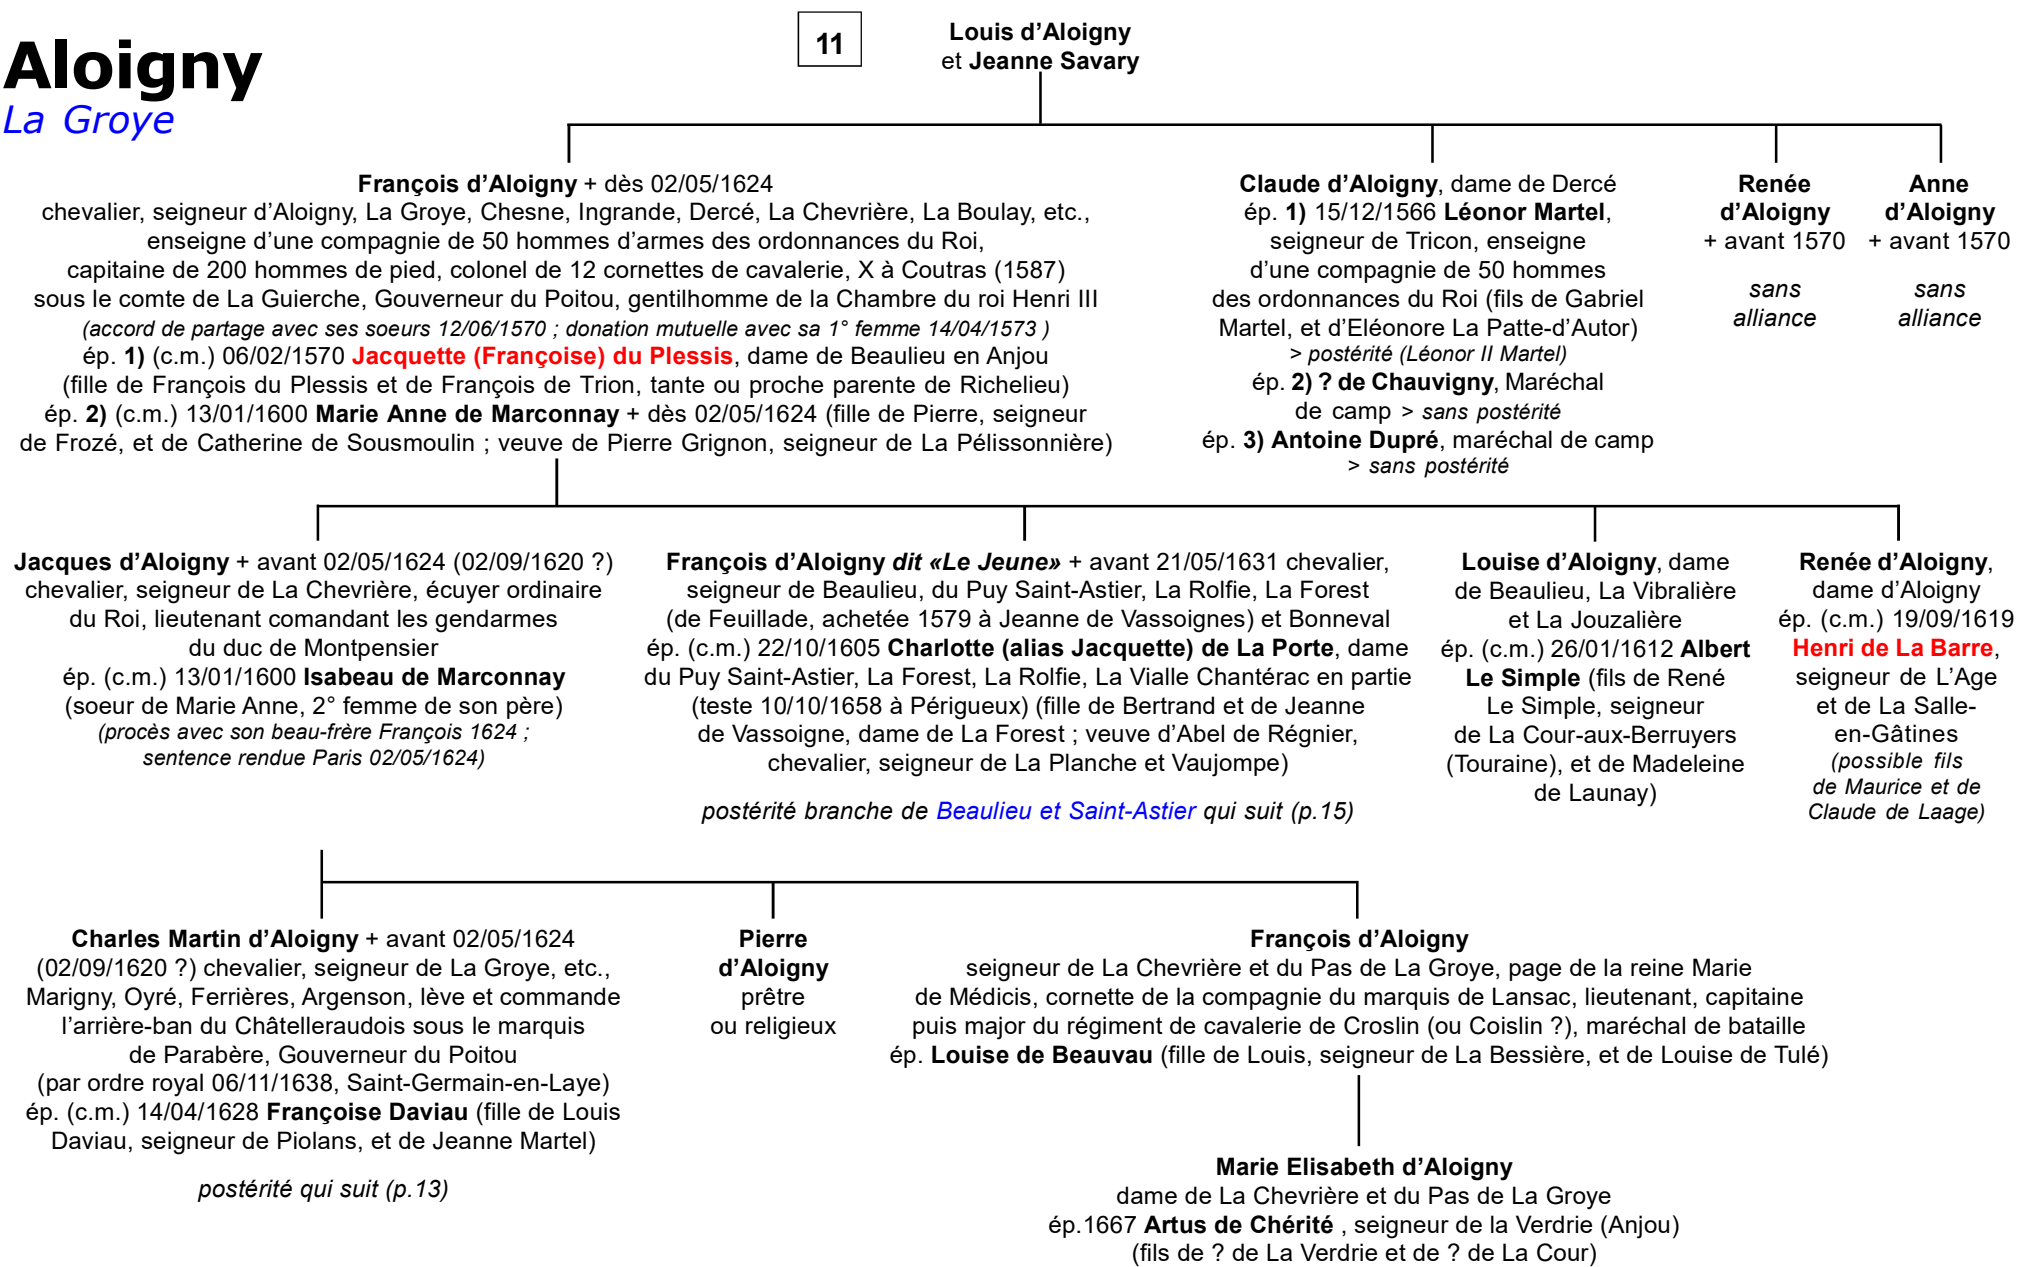 Aloigny
La Groye
11
Louis d’Aloigny
et Jeanne Savary
François d’Aloigny + dès 02/05/1624
chevalier, seigneur d’Aloigny, La Groye, Chesne, Ingrande, Dercé, La Chevrière, La Boulay, etc.,
enseigne d’une compagnie de 50 hommes d’armes des ordonnances du Roi,
capitaine de 200 hommes de pied, colonel de 12 cornettes de cavalerie, X à Coutras (1587)
sous le comte de La Guierche, Gouverneur du Poitou, gentilhomme de la Chambre du roi Henri III
(accord de partage avec ses soeurs 12/06/1570 ; donation mutuelle avec sa 1° femme 14/04/1573 )
ép. 1) (c.m.) 06/02/1570 Jacquette (Françoise) du Plessis, dame de Beaulieu en Anjou
(fille de François du Plessis et de François de Trion, tante ou proche parente de Richelieu)
ép. 2) (c.m.) 13/01/1600 Marie Anne de Marconnay + dès 02/05/1624 (fille de Pierre, seigneur
de Frozé, et de Catherine de Sousmoulin ; veuve de Pierre Grignon, seigneur de La Pélissonnière)
Claude d’Aloigny, dame de Dercé
ép. 1) 15/12/1566 Léonor Martel,
seigneur de Tricon, enseigne
d’une compagnie de 50 hommes
des ordonnances du Roi (fils de Gabriel
Martel, et d’Eléonore La Patte-d’Autor)
> postérité (Léonor II Martel)
ép. 2) ? de Chauvigny, Maréchal
de camp > sans postérité
ép. 3) Antoine Dupré, maréchal de camp
> sans postérité
Renée
d’Aloigny
+ avant 1570
sans
alliance
Anne
d’Aloigny
+ avant 1570
sans
alliance
Jacques d’Aloigny + avant 02/05/1624 (02/09/1620 ?)
chevalier, seigneur de La Chevrière, écuyer ordinaire
du Roi, lieutenant comandant les gendarmes
du duc de Montpensier
ép. (c.m.) 13/01/1600 Isabeau de Marconnay
(soeur de Marie Anne, 2° femme de son père)
(procès avec son beau-frère François 1624 ;
sentence rendue Paris 02/05/1624)
François d’Aloigny dit «Le Jeune» + avant 21/05/1631 chevalier,
seigneur de Beaulieu, du Puy Saint-Astier, La Rolfie, La Forest
(de Feuillade, achetée 1579 à Jeanne de Vassoignes) et Bonneval
ép. (c.m.) 22/10/1605 Charlotte (alias Jacquette) de La Porte, dame
du Puy Saint-Astier, La Forest, La Rolfie, La Vialle Chantérac en partie
(teste 10/10/1658 à Périgueux) (fille de Bertrand et de Jeanne
de Vassoigne, dame de La Forest ; veuve d’Abel de Régnier,
chevalier, seigneur de La Planche et Vaujompe)
postérité branche de Beaulieu et Saint-Astier qui suit (p.15)
Louise d’Aloigny, dame
de Beaulieu, La Vibralière
et La Jouzalière
ép. (c.m.) 26/01/1612 Albert
Le Simple (fils de René
Le Simple, seigneur
de La Cour-aux-Berruyers
(Touraine), et de Madeleine
de Launay)
Renée d’Aloigny,
dame d’Aloigny
ép. (c.m.) 19/09/1619
Henri de La Barre,
seigneur de L’Age
et de La Salle-
en-Gâtines
(possible fils
de Maurice et de
Claude de Laage)
Charles Martin d’Aloigny + avant 02/05/1624
(02/09/1620 ?) chevalier, seigneur de La Groye, etc.,
Marigny, Oyré, Ferrières, Argenson, lève et commande
l’arrière-ban du Châtelleraudois sous le marquis
de Parabère, Gouverneur du Poitou
(par ordre royal 06/11/1638, Saint-Germain-en-Laye)
ép. (c.m.) 14/04/1628 Françoise Daviau (fille de Louis
Daviau, seigneur de Piolans, et de Jeanne Martel)
postérité qui suit (p.13)
Pierre
d’Aloigny
prêtre
ou religieux
François d’Aloigny
seigneur de La Chevrière et du Pas de La Groye, page de la reine Marie
de Médicis, cornette de la compagnie du marquis de Lansac, lieutenant, capitaine
puis major du régiment de cavalerie de Croslin (ou Coislin ?), maréchal de bataille
ép. Louise de Beauvau (fille de Louis, seigneur de La Bessière, et de Louise de Tulé)
Marie Elisabeth d’Aloigny
dame de La Chevrière et du Pas de La Groye
ép.1667 Artus de Chérité , seigneur de la Verdrie (Anjou)
(fils de ? de La Verdrie et de ? de La Cour)